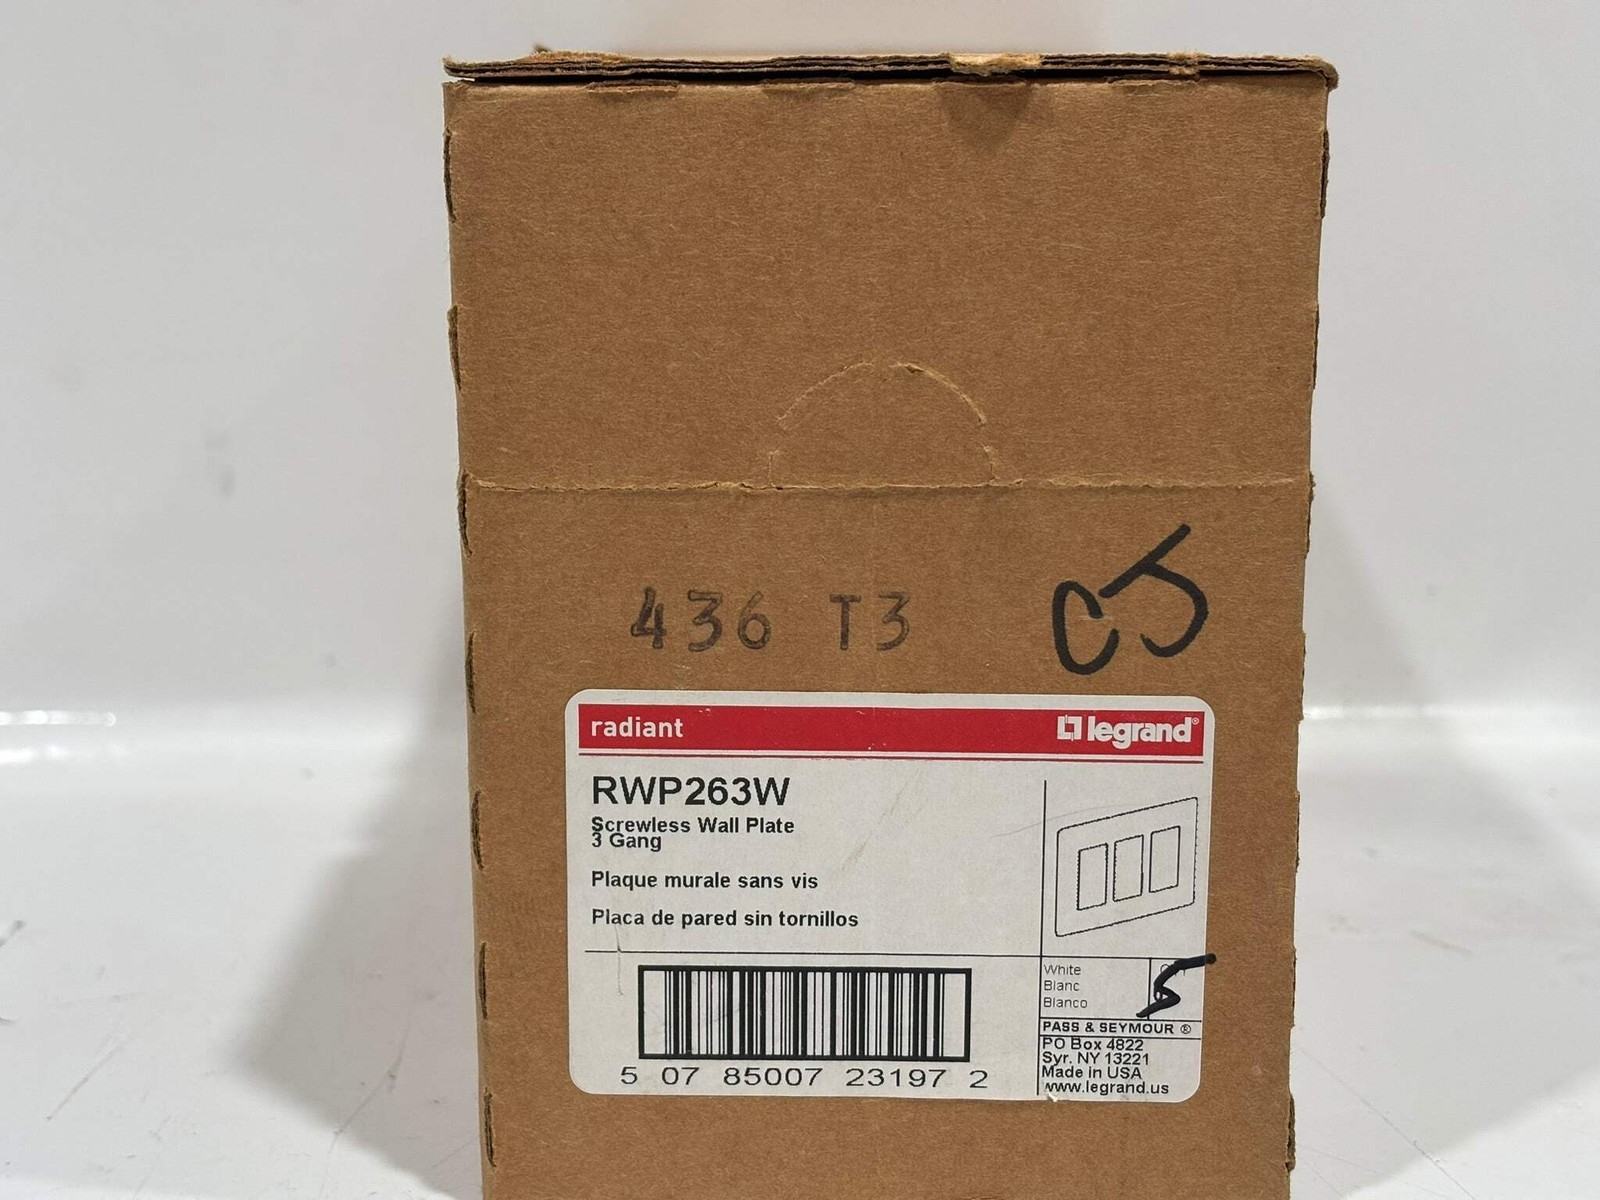 436 T3
CJ
radiant legrand®
RWP263W
Screwless Wall Plate
3 Gang
Plaque murale sans vis
Placa de pared sin tornillos
White
Blanc
Blanco
5
PASS & SEYMOUR ®
PO Box 4822
Syr. NY 13221
Made in USA
www.legrand.us
5 07 85007 23197 2